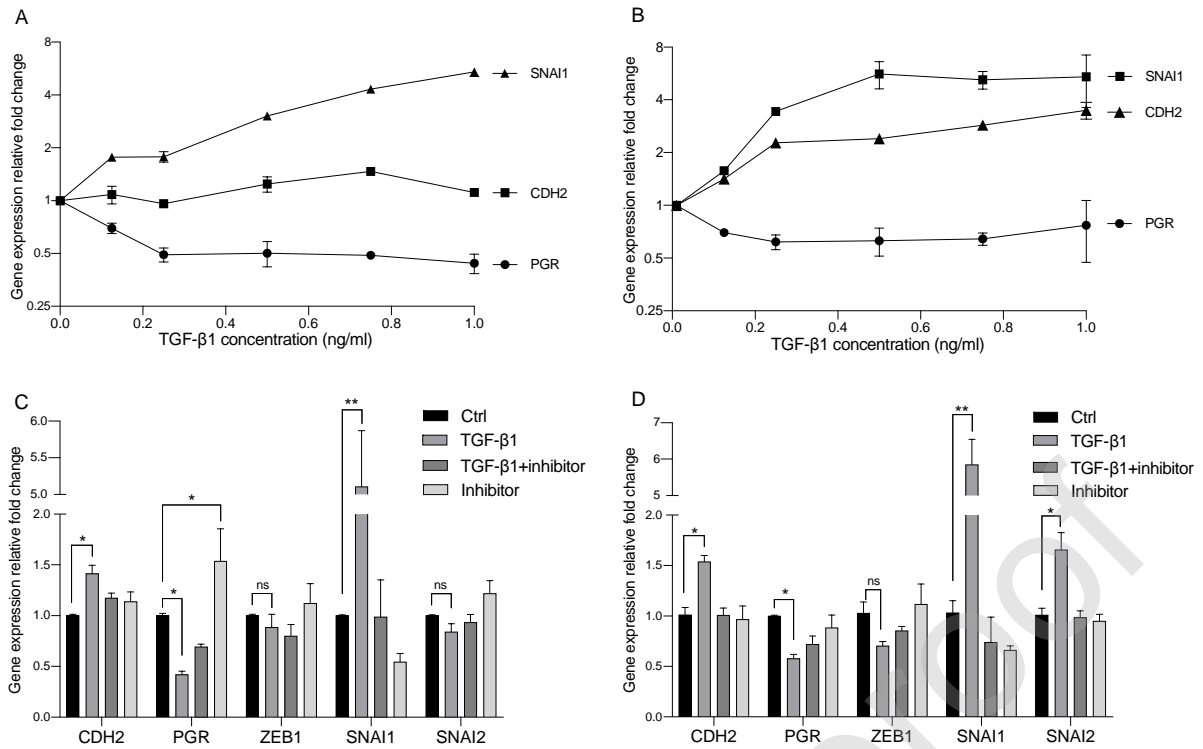 A
Gene expression relative fold change
8
4
2
1
0.5
0.25
0.0 0.2 0.4 0.6 0.8 1.0
TGF-β1 concentration (ng/ml)
SNAI1
CDH2
PGR
B
Gene expression relative fold change
8
4
2
1
0.5
0.25
0.0 0.2 0.4 0.6 0.8 1.0
TGF-β1 concentration (ng/ml)
SNAI1
CDH2
PGR
C
Gene expression relative fold change
6.0
5.5
5.0
2.0
1.5
1.0
0.5
0.0
* * * ns ** ns
Ctrl
TGF-β1
TGF-β1+inhibitor
Inhibitor
CDH2 PGR ZEB1 SNAI1 SNAI2
D
Gene expression relative fold change
7
6
5
2.0
1.5
1.0
0.5
0.0
* * ns ** *
Ctrl
TGF-β1
TGF-β1+inhibitor
Inhibitor
CDH2 PGR ZEB1 SNAI1 SNAI2
roof